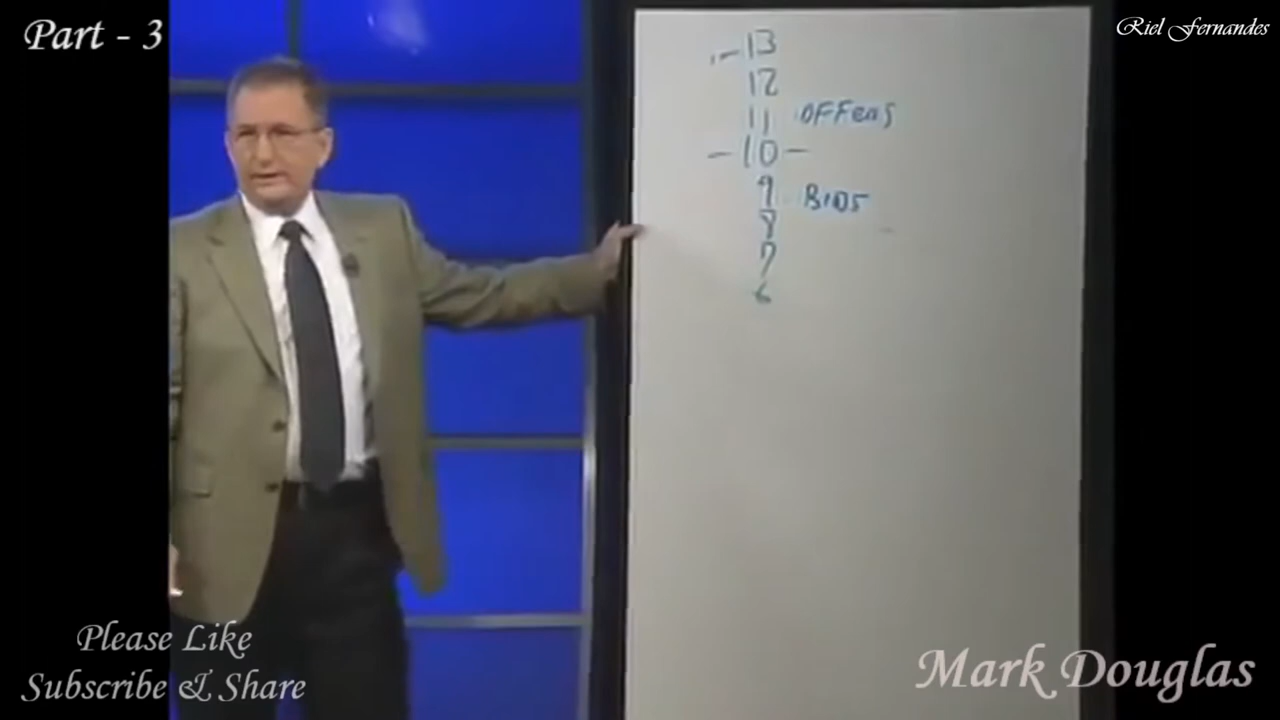 Part - 3
Riel Fernandes
- 13
12
11 OFFERS
- 10 -
9 BIDS
8
7
6
Please Like
Subscribe & Share
Mark Douglas